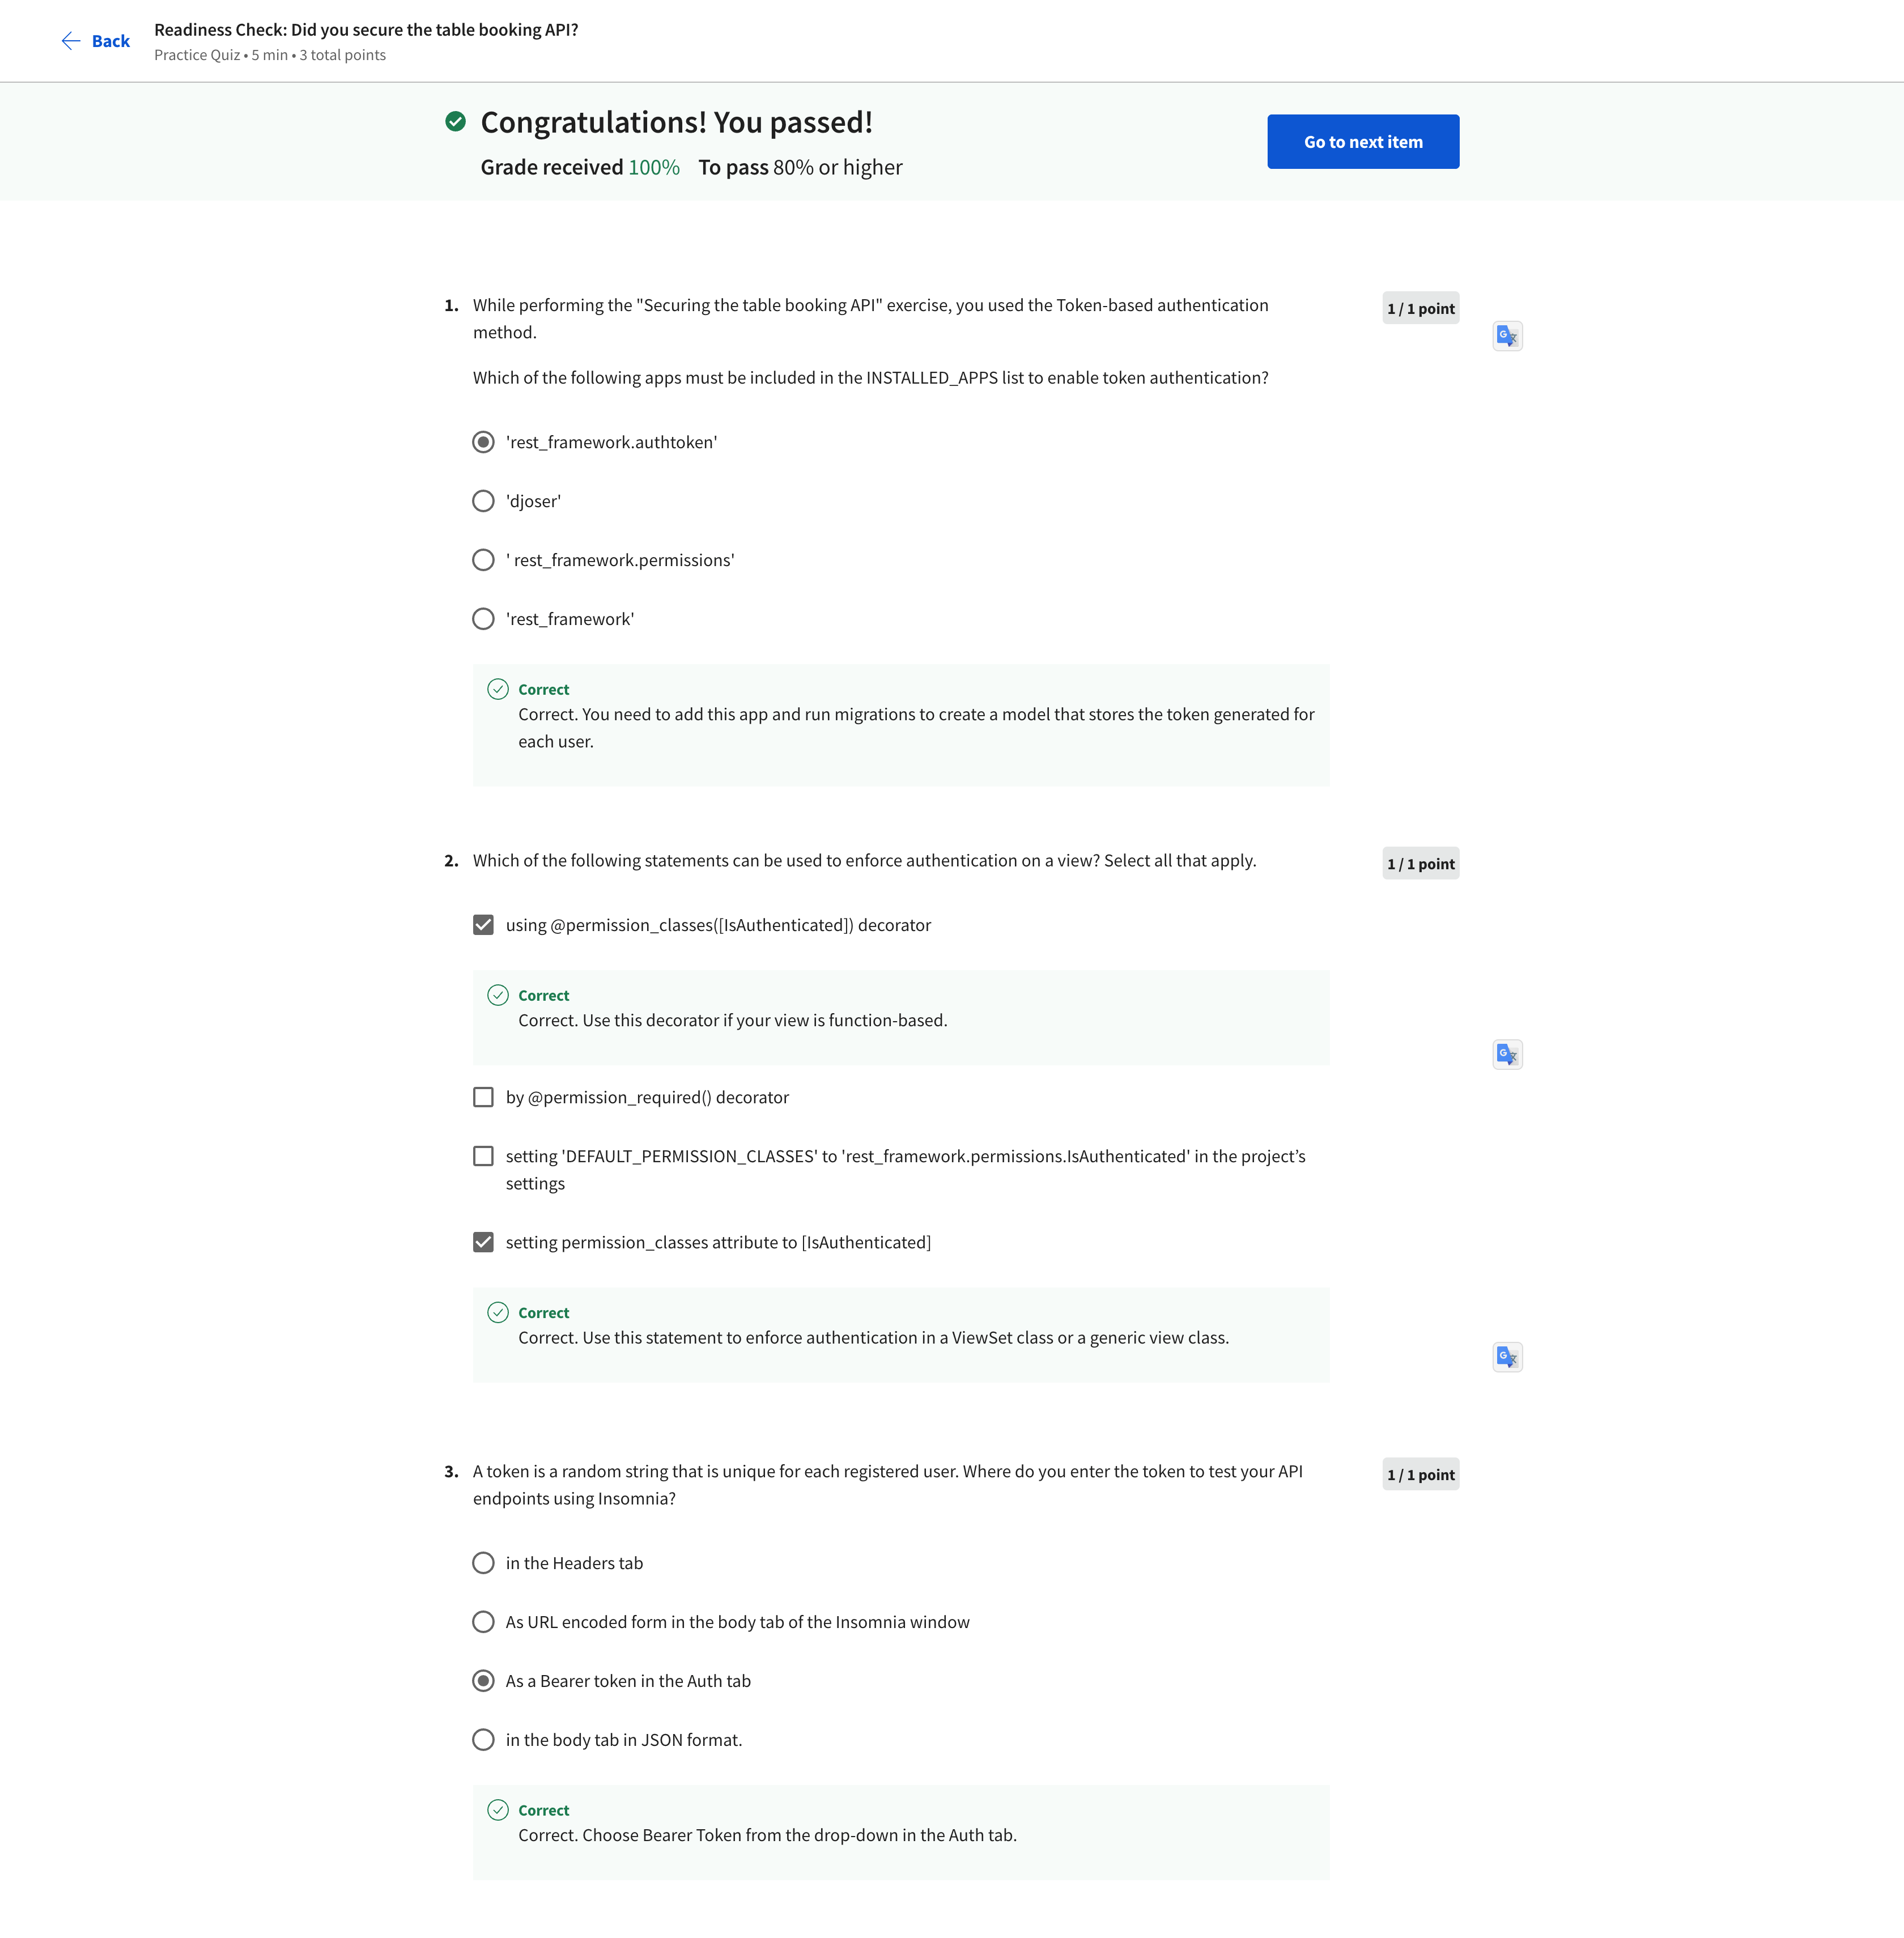 Back
Readiness Check: Did you secure the table booking API?
Practice Quiz • 5 min • 3 total points
Congratulations! You passed!
Grade received 100% To pass 80% or higher
Go to next item
1. While performing the "Securing the table booking API" exercise, you used the Token-based authentication
method.
1 / 1 point
Which of the following apps must be included in the INSTALLED_APPS list to enable token authentication?
'rest_framework.authtoken'
'djoser'
' rest_framework.permissions'
'rest_framework'
Correct
Correct. You need to add this app and run migrations to create a model that stores the token generated for
each user.
2. Which of the following statements can be used to enforce authentication on a view? Select all that apply.
1 / 1 point
using @permission_classes([IsAuthenticated]) decorator
Correct
Correct. Use this decorator if your view is function-based.
by @permission_required() decorator
setting 'DEFAULT_PERMISSION_CLASSES' to 'rest_framework.permissions.IsAuthenticated' in the project’s
settings
setting permission_classes attribute to [IsAuthenticated]
Correct
Correct. Use this statement to enforce authentication in a ViewSet class or a generic view class.
3. A token is a random string that is unique for each registered user. Where do you enter the token to test your API
endpoints using Insomnia?
1 / 1 point
in the Headers tab
As URL encoded form in the body tab of the Insomnia window
As a Bearer token in the Auth tab
in the body tab in JSON format.
Correct
Correct. Choose Bearer Token from the drop-down in the Auth tab.